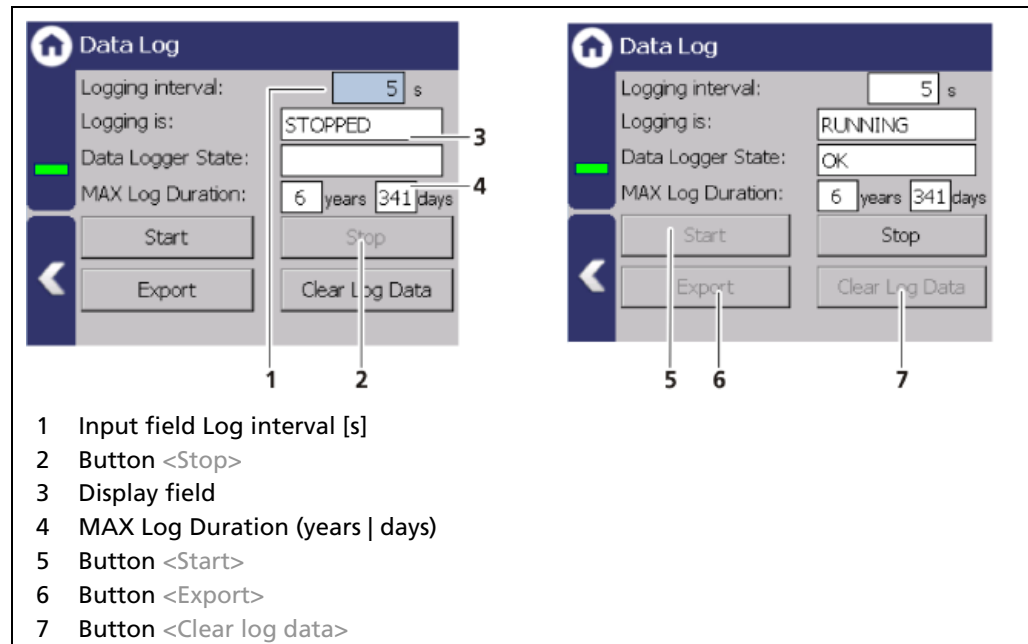 Data Log
Logging interval: 5 s
Logging is: STOPPED
Data Logger State:
MAX Log Duration: 6 years 341 days
Start Stop
Export Clear Log Data
1 2 3 4
Data Log
Logging interval: 5 s
Logging is: RUNNING
Data Logger State: OK
MAX Log Duration: 6 years 341 days
Start Stop
Export Clear Log Data
5 6 7
1 Input field Log interval [s]
2 Button <Stop>
3 Display field
4 MAX Log Duration (years | days)
5 Button <Start>
6 Button <Export>
7 Button <Clear log data>